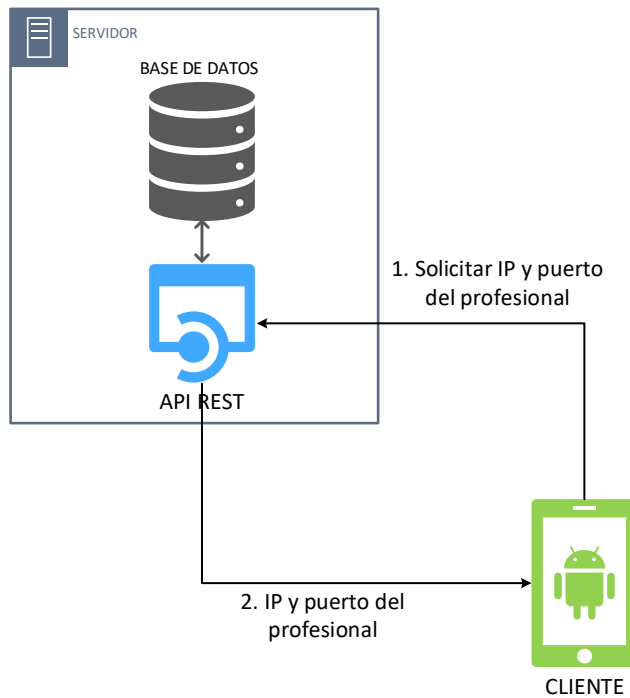 SERVIDOR
BASE DE DATOS
1. Solicitar IP y puerto
del profesional
API REST
2. IP y puerto del
profesional
CLIENTE